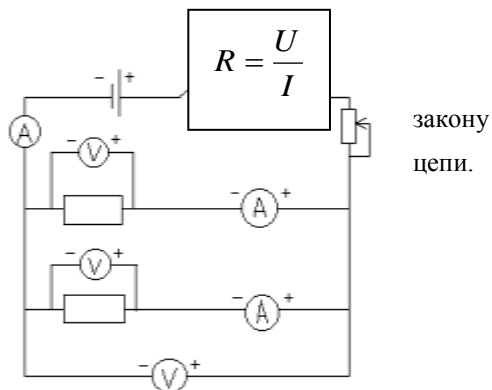 R = U/I
- +
A
закону
цепи.
V
- A +
V
- A +
- V +